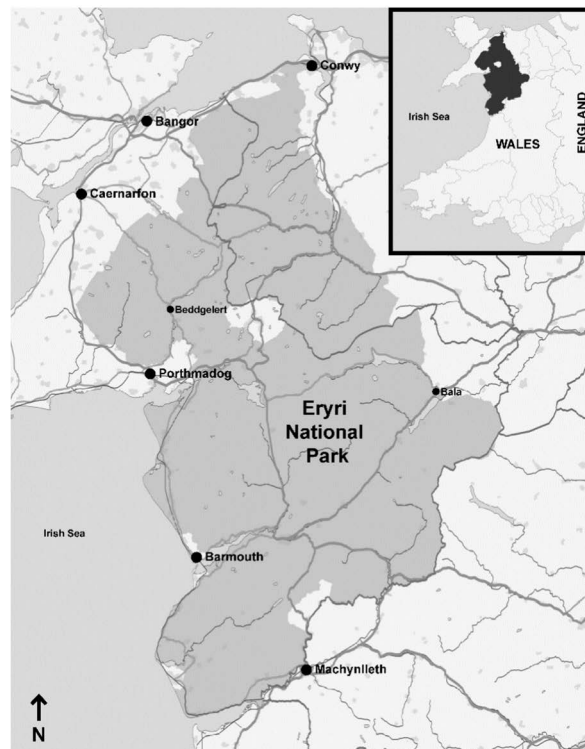 Conwy
Bangor
Caernarfon
Beddgelert
Porthmadog
Bala
Eryri
National
Park
Irish Sea
Barmouth
Machynlleth
N
Irish Sea
WALES
ENGLAND